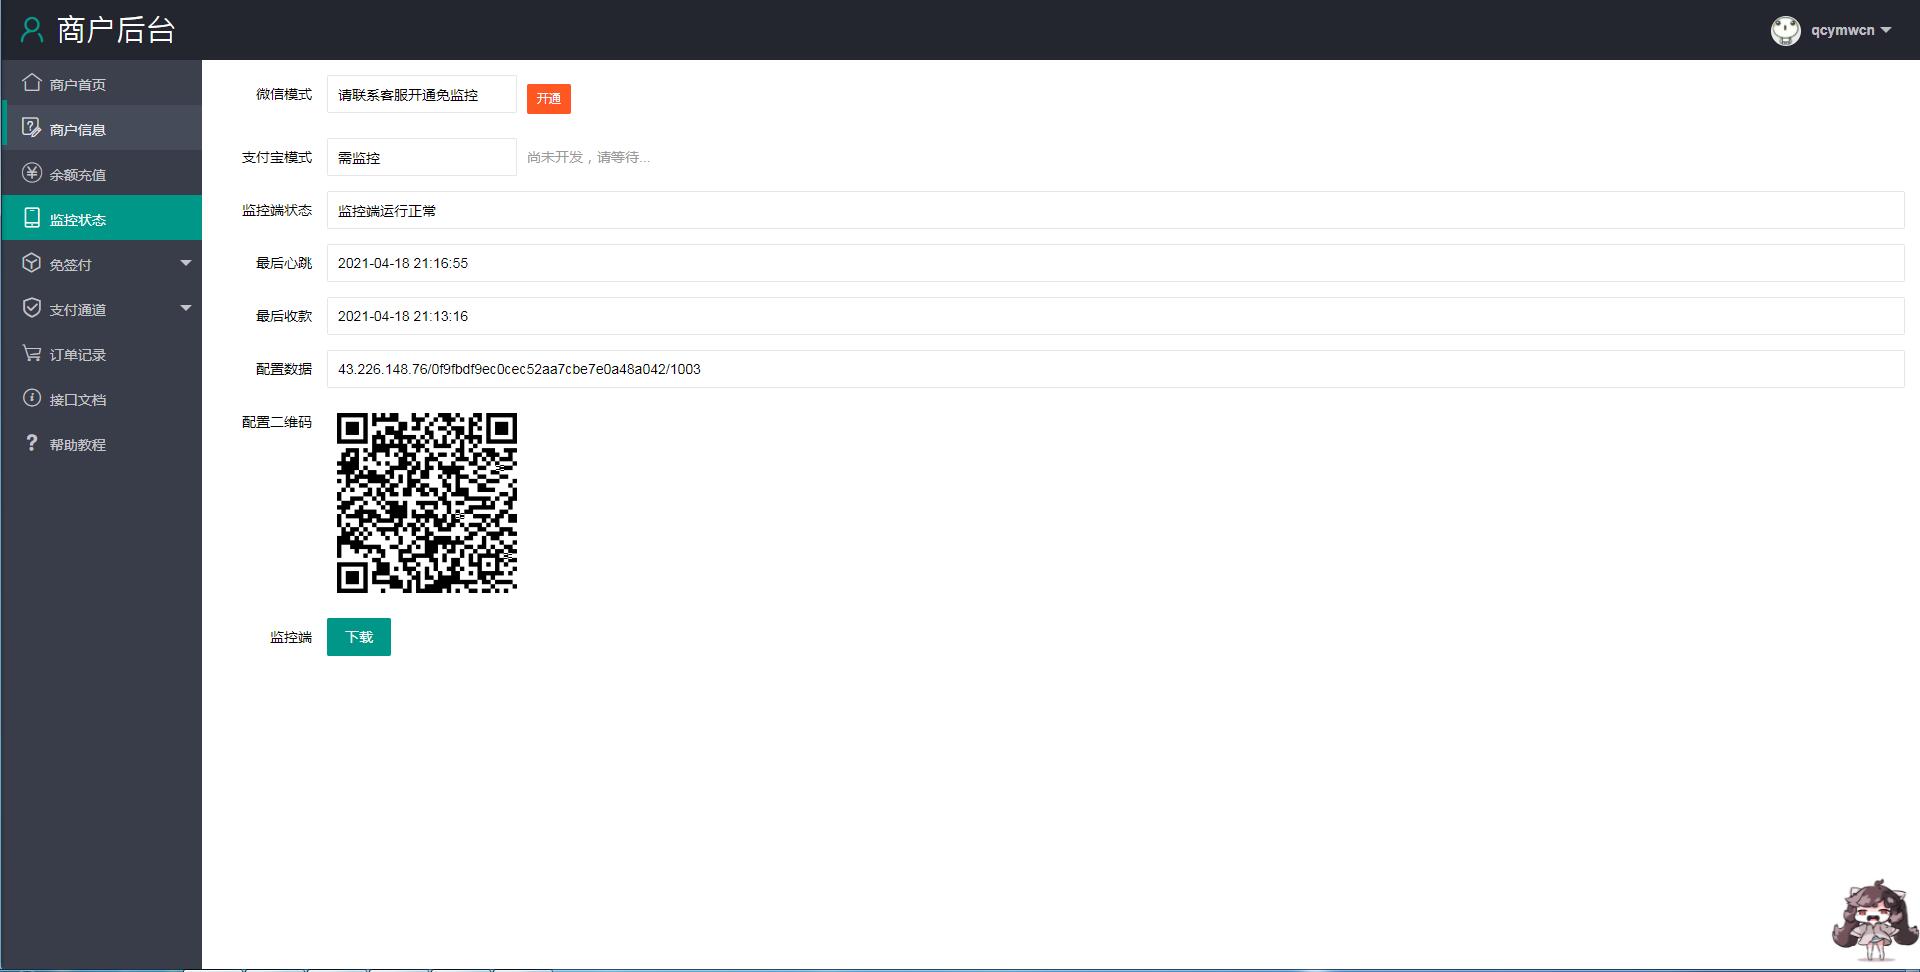 商户后台
qcymwcn
商户首页
商户信息
余额充值
监控状态
免签付
支付通道
订单记录
接口文档
帮助教程
微信模式 请联系客服开通免监控 开通
支付宝模式 需监控 尚未开发，请等待...
监控端状态 监控端运行正常
最后心跳 2021-04-18 21:16:55
最后收款 2021-04-18 21:13:16
配置数据 43.226.148.76/0f9fbdf9ec0cec52aa7cbe7e0a48a042/1003
配置二维码
监控端 下载